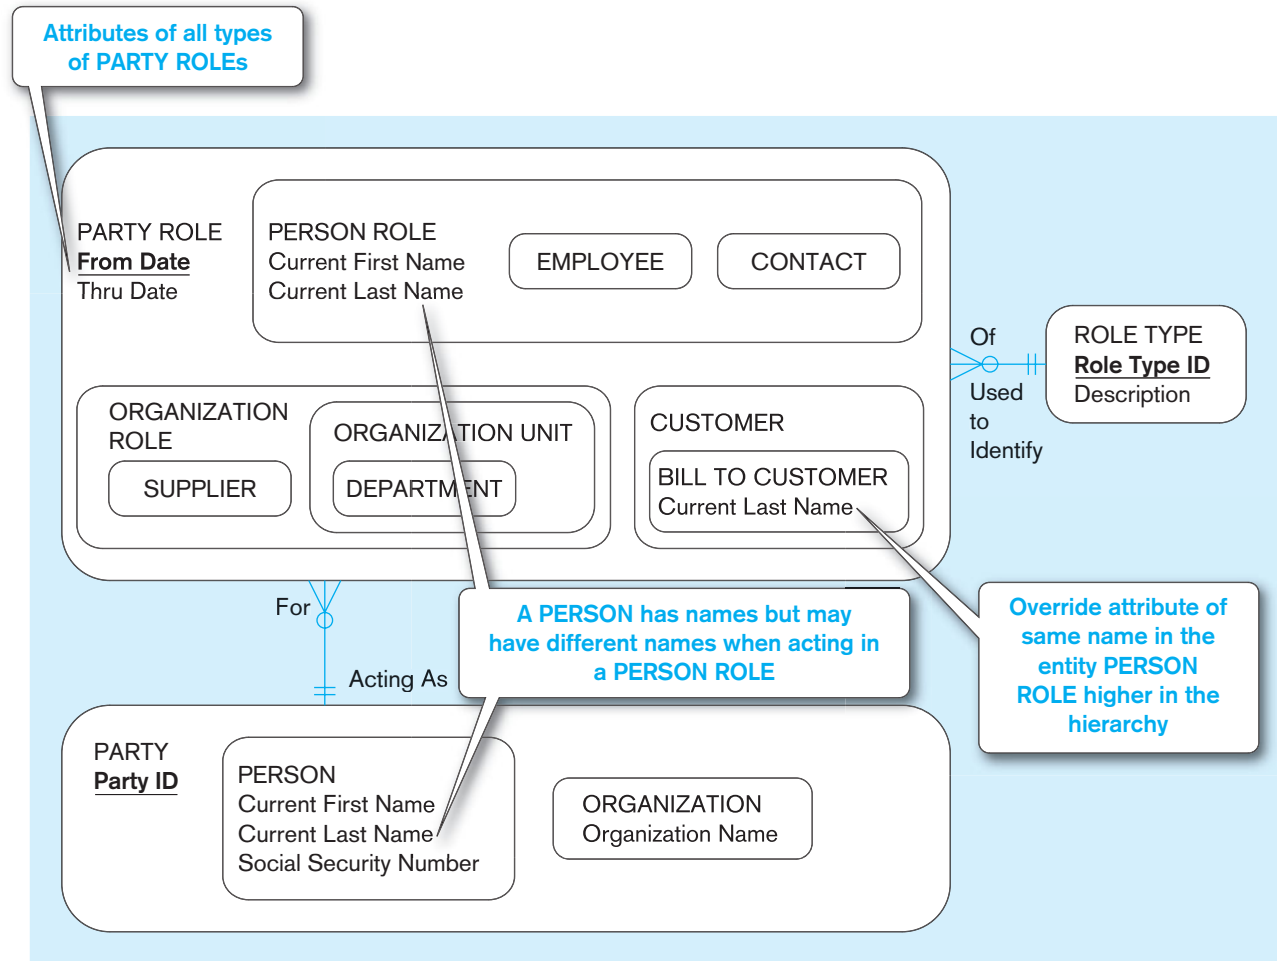 Attributes of all types
of PARTY ROLEs
PARTY ROLE
From Date
Thru Date
PERSON ROLE
Current First Name
Current Last Name
EMPLOYEE
CONTACT
ORGANIZATION
ROLE
SUPPLIER
ORGANIZATION UNIT
DEPARTMENT
CUSTOMER
BILL TO CUSTOMER
Current Last Name
Of
Used
to
Identify
ROLE TYPE
Role Type ID
Description
For
Acting As
A PERSON has names but may
have different names when acting in
a PERSON ROLE
Override attribute of
same name in the
entity PERSON
ROLE higher in the
hierarchy
PARTY
Party ID
PERSON
Current First Name
Current Last Name
Social Security Number
ORGANIZATION
Organization Name